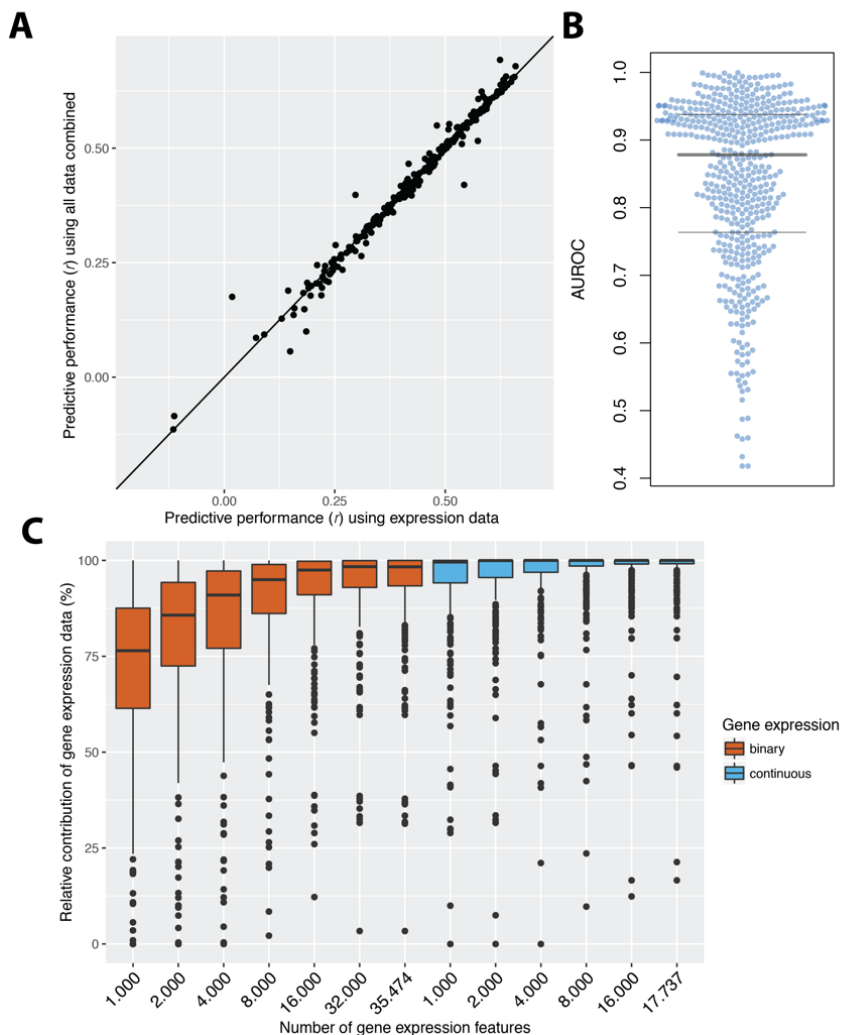 A
Predictive performance (r) using all data combined
0.50
0.25
0.00
0.00 0.25 0.50
Predictive performance (r) using expression data
B
AUROC
1.0
0.9
0.8
0.7
0.6
0.5
0.4
C
Relative contribution of gene expression data (%)
100
75
50
25
0
1.000 2.000 4.000 8.000 16.000 32.000 35.474 1.000 2.000 4.000 8.000 16.000 17.737
Number of gene expression features
Gene expression
binary
continuous